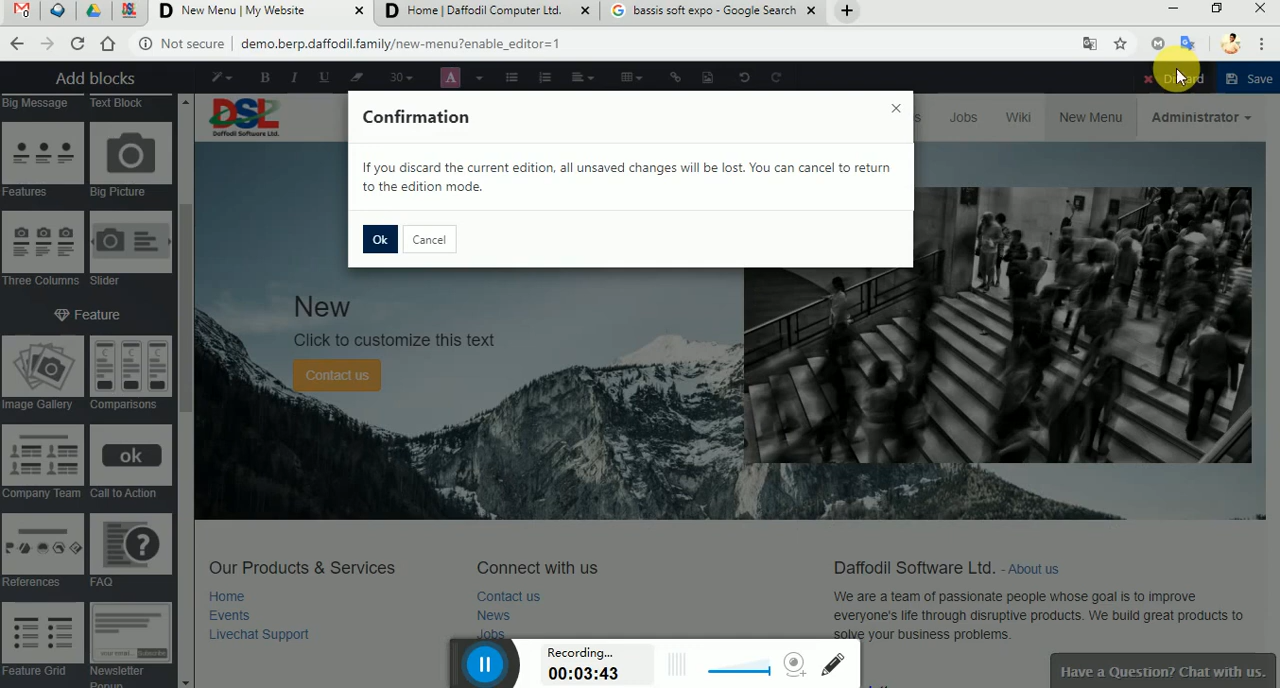 New Menu | My Website
Home | Daffodil Computer Ltd.
bassis soft expo - Google Search
Not secure
demo.berp.daffodil.family/new-menu?enable_editor=1
Add blocks
B I U 30 A
Save
Big Message
Text Block
Features
Big Picture
Three Columns
Slider
Feature
Image Gallery
Comparisons
Company Team
ok
Call to Action
References
FAQ
Feature Grid
Newsletter
Popup
DSL
Daffodil Software Ltd.
Jobs
Wiki
New Menu
Administrator
Confirmation
If you discard the current edition, all unsaved changes will be lost. You can cancel to return
to the edition mode.
Ok
Cancel
New
Click to customize this text
Contact us
Our Products & Services
Home
Events
Livechat Support
Connect with us
Contact us
News
Jobs
Daffodil Software Ltd. - About us
We are a team of passionate people whose goal is to improve
everyone's life through disruptive products. We build great products to
solve your business problems.
Recording...
00:03:43
Have a Question? Chat with us.